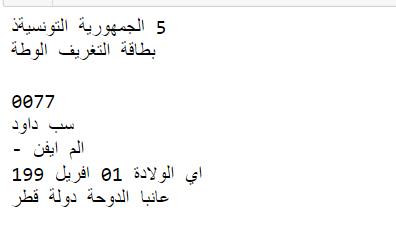 5 الجمهورية التونسيةذ
بطاقة التغريف الوطة
0077
سب داود
الم ايفن -
اي الولادة 01 افريل 199
عانبا الدوحة دولة قطر